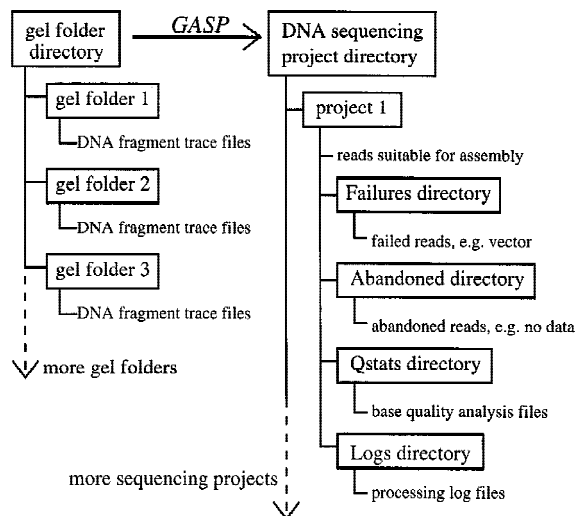 gel folder
directory
GASP
DNA sequencing
project directory
gel folder 1
DNA fragment trace files
gel folder 2
DNA fragment trace files
gel folder 3
DNA fragment trace files
more gel folders
project 1
reads suitable for assembly
Failures directory
failed reads, e.g. vector
Abandoned directory
abandoned reads, e.g. no data
Qstats directory
base quality analysis files
Logs directory
processing log files
more sequencing projects